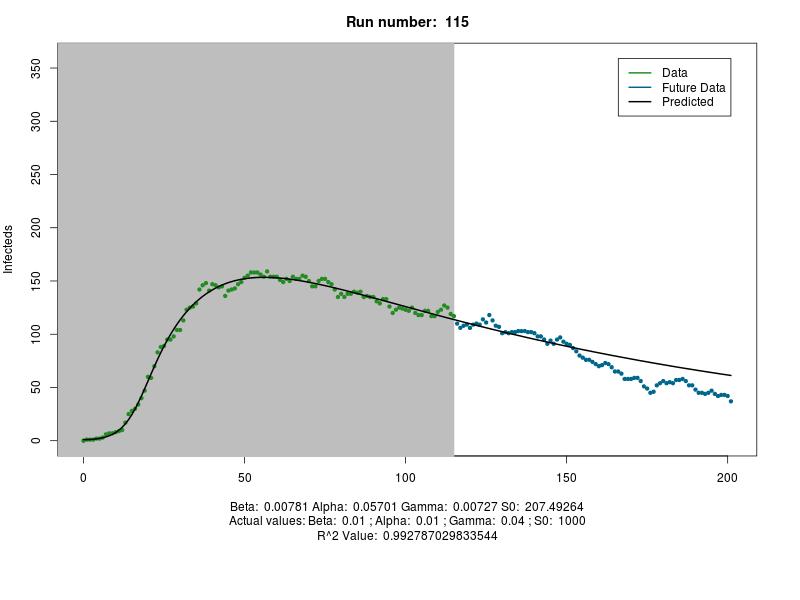 Run number:  115
Data
Future Data
Predicted
Infecteds
350
300
250
200
150
100
50
0
0 50 100 150 200
Beta:  0.00781 Alpha:  0.05701 Gamma:  0.00727 S0:  207.49264
Actual values: Beta:  0.01 ; Alpha:  0.01 ; Gamma:  0.04 ; S0:  1000
R^2 Value:  0.992787029833544